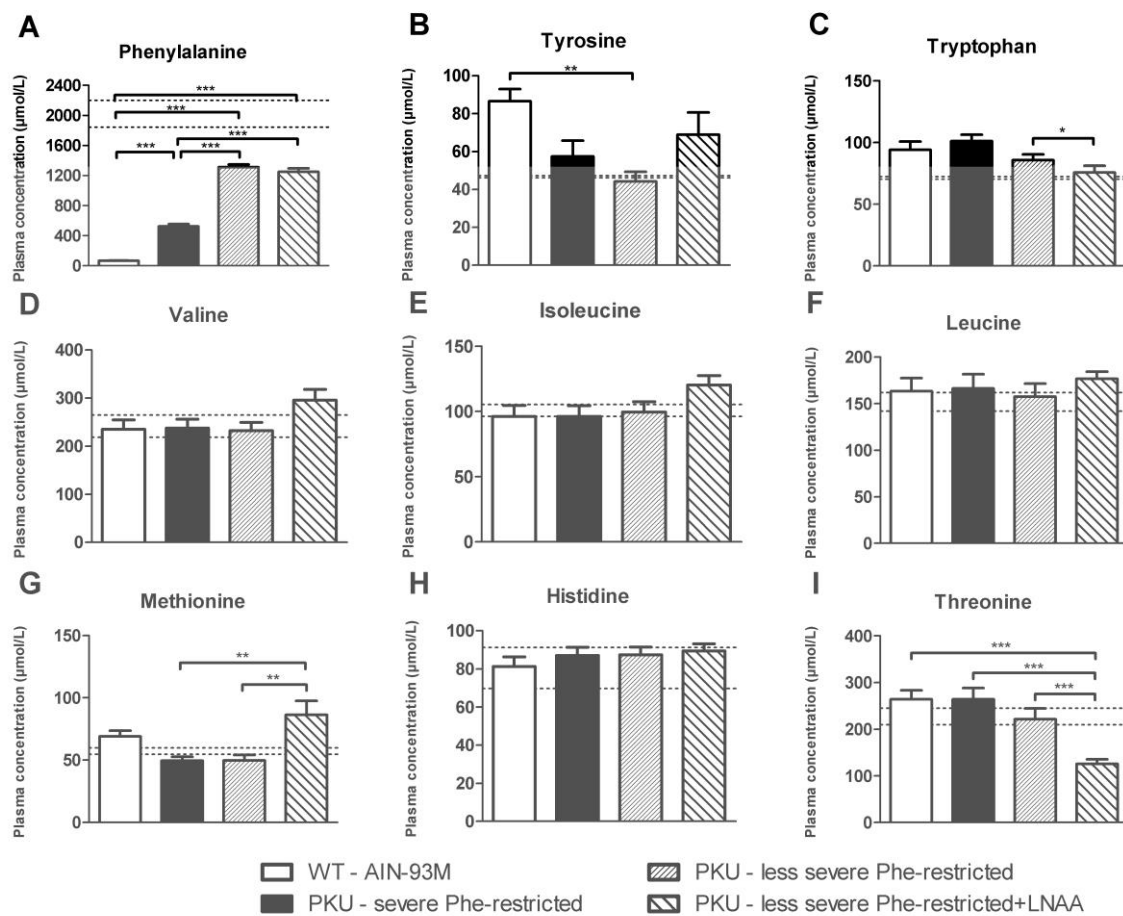 A
Phenylalanine
Plasma concentration (µmol/L)
2400
2000
1600
1200
800
400
0
***
***
***
***
***
B
Tyrosine
Plasma concentration (µmol/L)
100
80
60
40
20
0
**
C
Tryptophan
Plasma concentration (µmol/L)
150
100
50
0
*
D
Valine
Plasma concentration (µmol/L)
400
300
200
100
0
E
Isoleucine
Plasma concentration (µmol/L)
150
100
50
0
F
Leucine
Plasma concentration (µmol/L)
200
150
100
50
0
G
Methionine
Plasma concentration (µmol/L)
150
100
50
0
**
**
H
Histidine
Plasma concentration (µmol/L)
100
80
60
40
20
0
I
Threonine
Plasma concentration (µmol/L)
400
300
200
100
0
***
***
***
WT - AIN-93M
PKU - severe Phe-restricted
PKU - less severe Phe-restricted
PKU - less severe Phe-restricted+LNAA